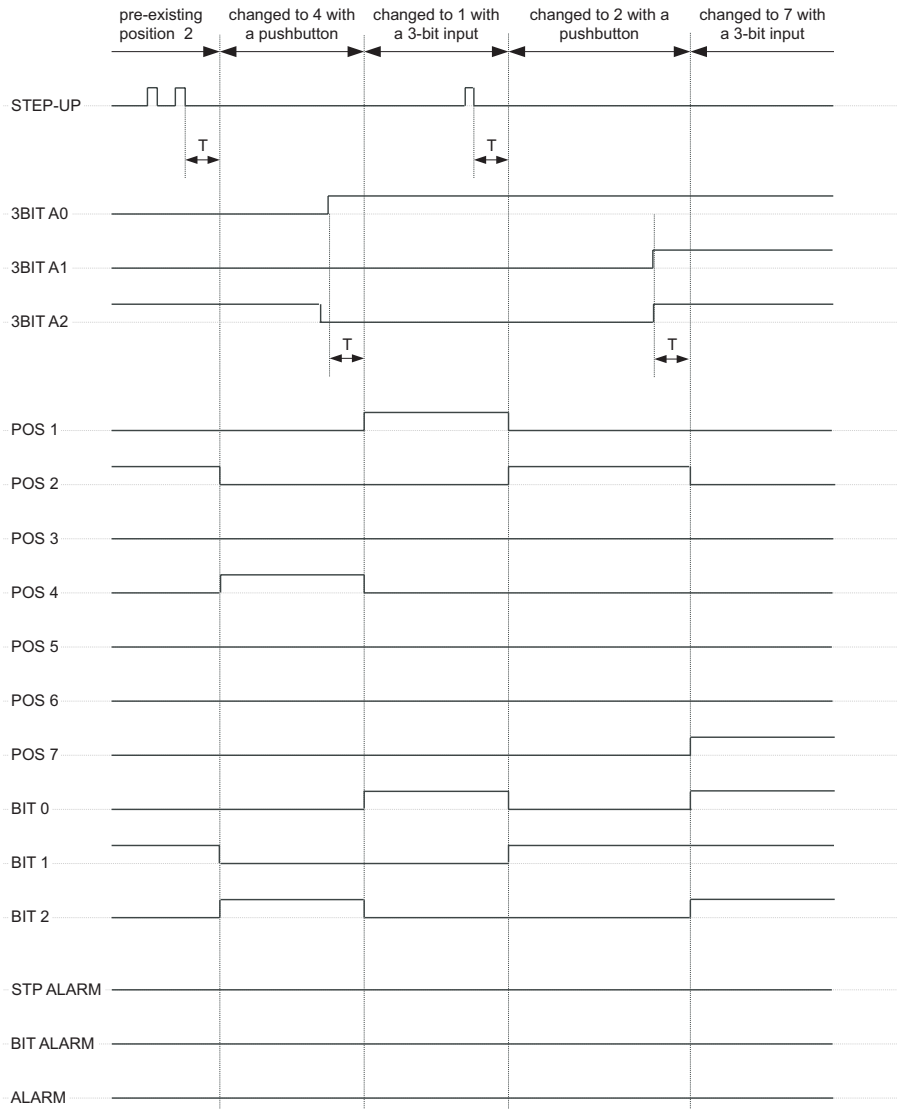 pre-existing
position 2
changed to 4 with
a pushbutton
changed to 1 with
a 3-bit input
changed to 2 with a
pushbutton
changed to 7 with
a 3-bit input
STEP-UP
T
T
3BIT A0
3BIT A1
3BIT A2
T
T
POS 1
POS 2
POS 3
POS 4
POS 5
POS 6
POS 7
BIT 0
BIT 1
BIT 2
STP ALARM
BIT ALARM
ALARM